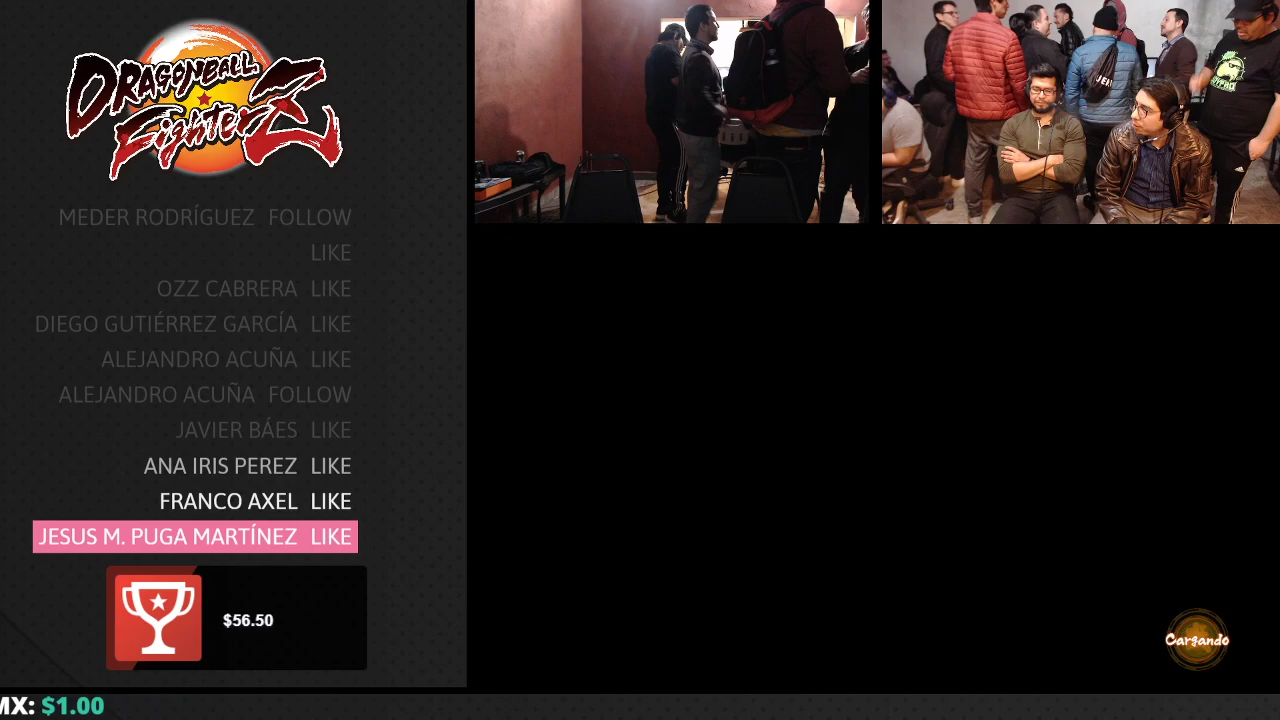 DRAGONBALL
FighterZ
MEDER RODRÍGUEZ FOLLOW
LIKE
OZZ CABRERA LIKE
DIEGO GUTIÉRREZ GARCÍA LIKE
ALEJANDRO ACUÑA LIKE
ALEJANDRO ACUÑA FOLLOW
JAVIER BÁES LIKE
ANA IRIS PEREZ LIKE
FRANCO AXEL LIKE
JESUS M. PUGA MARTÍNEZ LIKE
$56.50
Cargando
MX: $1.00